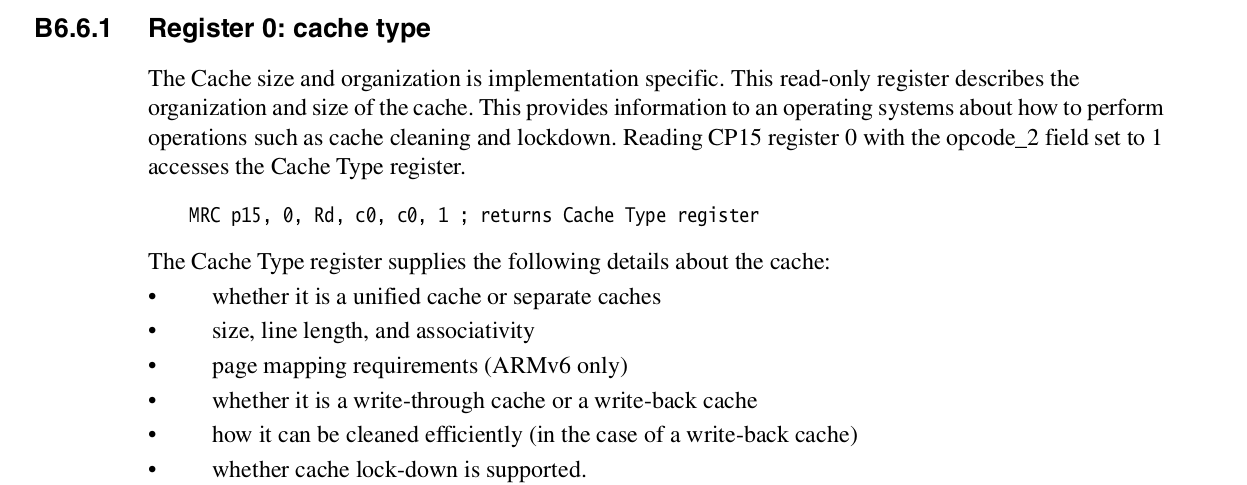 B6.6.1 Register 0: cache type
The Cache size and organization is implementation specific. This read-only register describes the
organization and size of the cache. This provides information to an operating systems about how to perform
operations such as cache cleaning and lockdown. Reading CP15 register 0 with the opcode_2 field set to 1
accesses the Cache Type register.
MRC p15, 0, Rd, c0, c0, 1 ; returns Cache Type register
The Cache Type register supplies the following details about the cache:
• whether it is a unified cache or separate caches
• size, line length, and associativity
• page mapping requirements (ARMv6 only)
• whether it is a write-through cache or a write-back cache
• how it can be cleaned efficiently (in the case of a write-back cache)
• whether cache lock-down is supported.